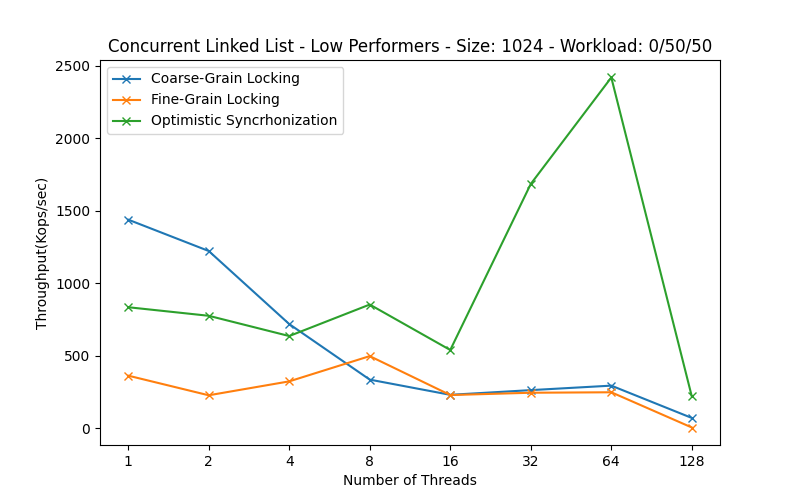 Concurrent Linked List - Low Performers - Size: 1024 - Workload: 0/50/50
Coarse-Grain Locking
Fine-Grain Locking
Optimistic Syncrhonization
Throughput(Kops/sec)
2500
2000
1500
1000
500
0
1 2 4 8 16 32 64 128
Number of Threads